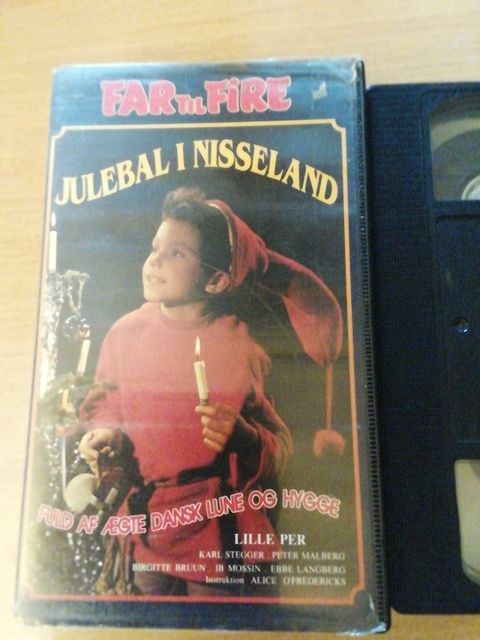 FAR TIL FIRE
JULEBAL I NISSELAND
FULD AF ÆGTE DANSK LUNE OG HYGGE
LILLE PER
KARL STEGGER . PETER MALBERG
BIRGITTE BRUUN . IB MOSSIN . EBBE LANGBERG
Instruktion ALICE O'FREDERICKS